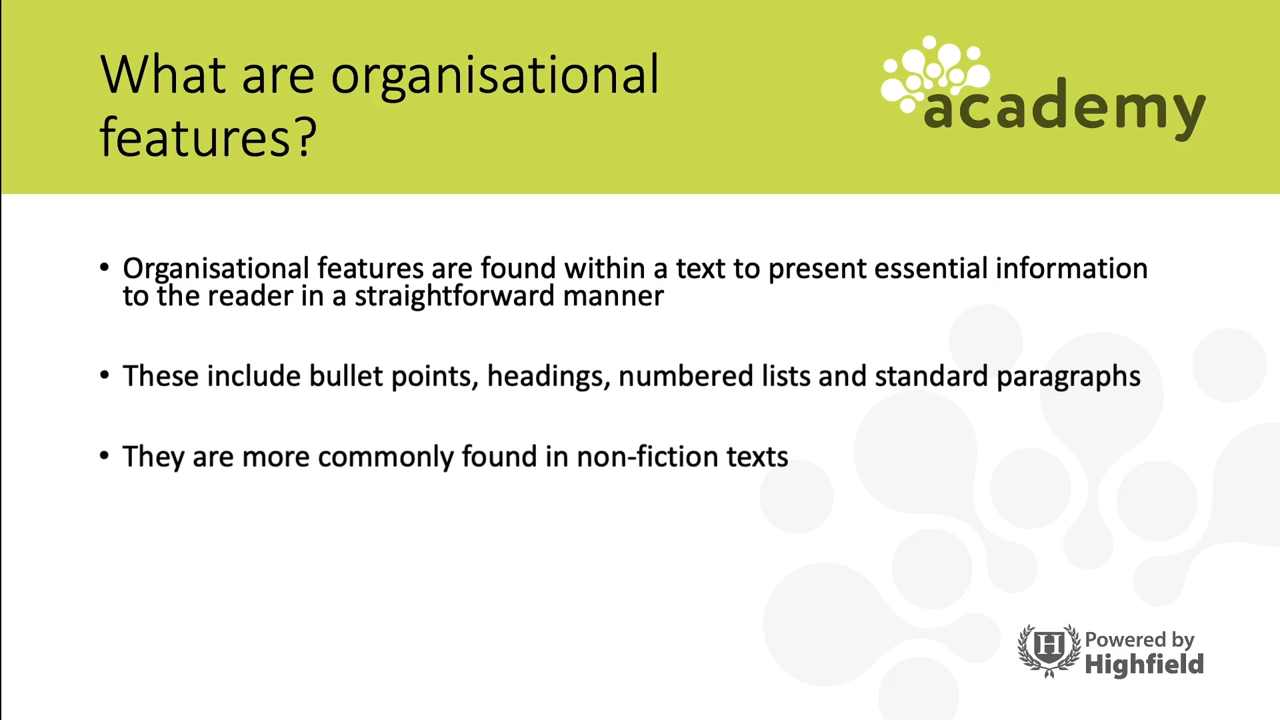 What are organisational
features?
academy
• Organisational features are found within a text to present essential information
to the reader in a straightforward manner
• These include bullet points, headings, numbered lists and standard paragraphs
• They are more commonly found in non-fiction texts
H
Powered by
Highfield